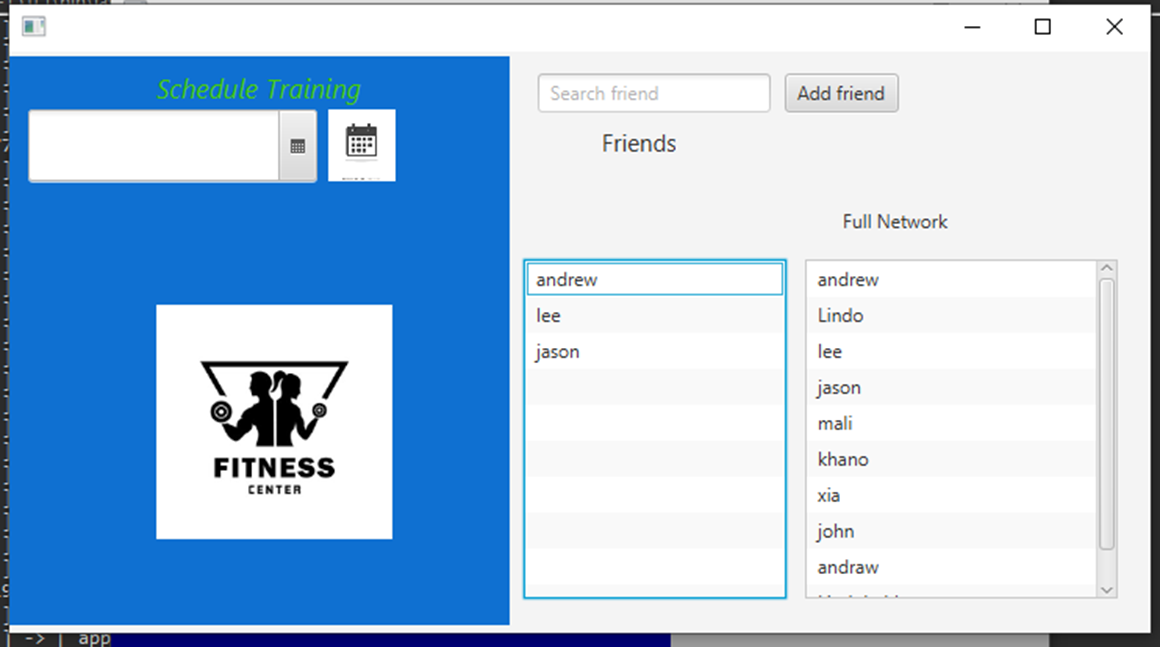 Schedule Training
Search friend
Add friend
Friends
Full Network
andrew
lee
jason
andrew
Lindo
lee
jason
mali
khano
xia
john
andraw
FITNESS
CENTER
-> | app